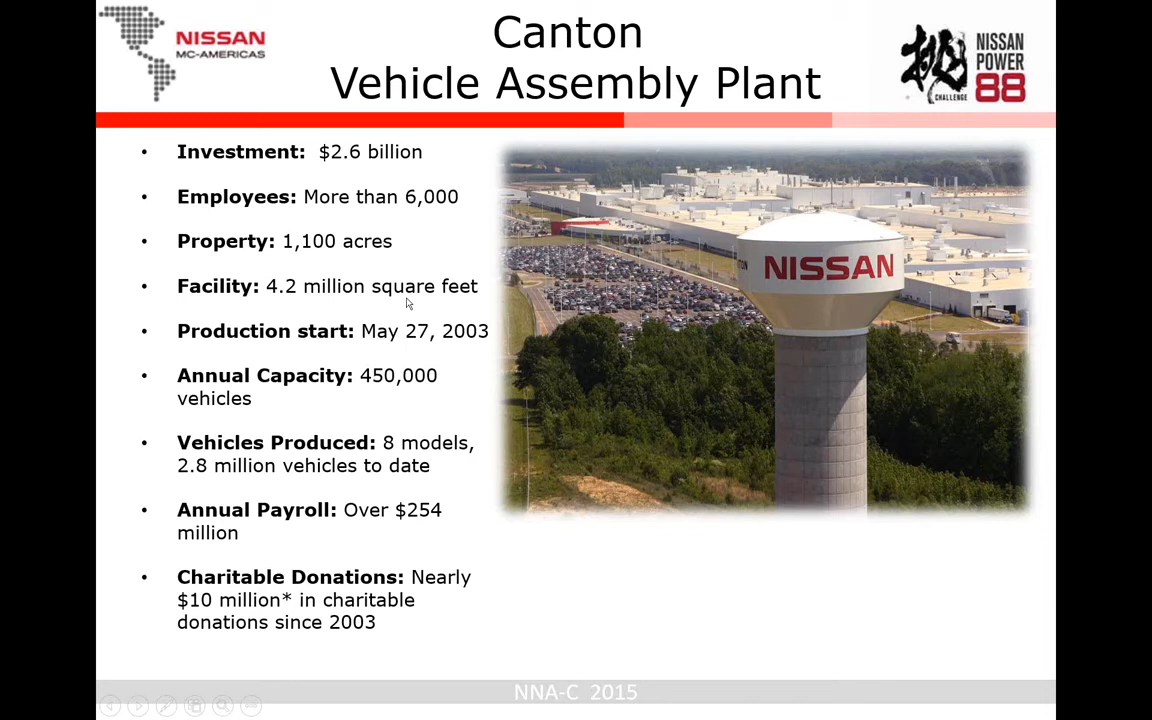 NISSAN
MC-AMERICAS
Canton
Vehicle Assembly Plant
挑
CHALLENGE
NISSAN
POWER
88
• Investment:  $2.6 billion
• Employees: More than 6,000
• Property: 1,100 acres
• Facility: 4.2 million square feet
• Production start: May 27, 2003
• Annual Capacity: 450,000
vehicles
• Vehicles Produced: 8 models,
2.8 million vehicles to date
• Annual Payroll: Over $254
million
• Charitable Donations: Nearly
$10 million* in charitable
donations since 2003
NISSAN
NNA-C  2015